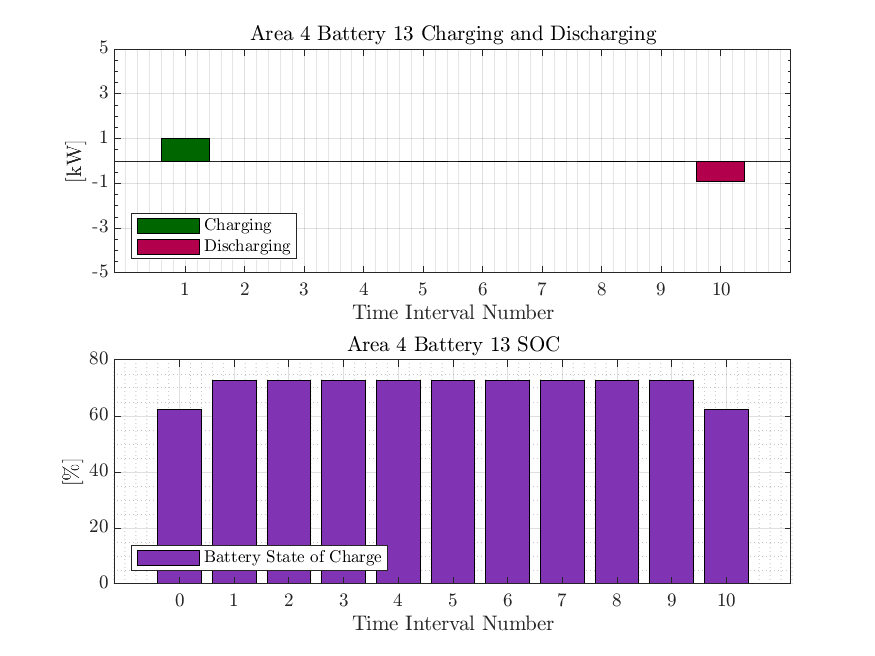 Area 4 Battery 13 Charging and Discharging
5
3
1
-1
-3
-5
[kW]
Charging
Discharging
1 2 3 4 5 6 7 8 9 10
Time Interval Number
Area 4 Battery 13 SOC
80
60
40
20
0
[%]
Battery State of Charge
0 1 2 3 4 5 6 7 8 9 10
Time Interval Number